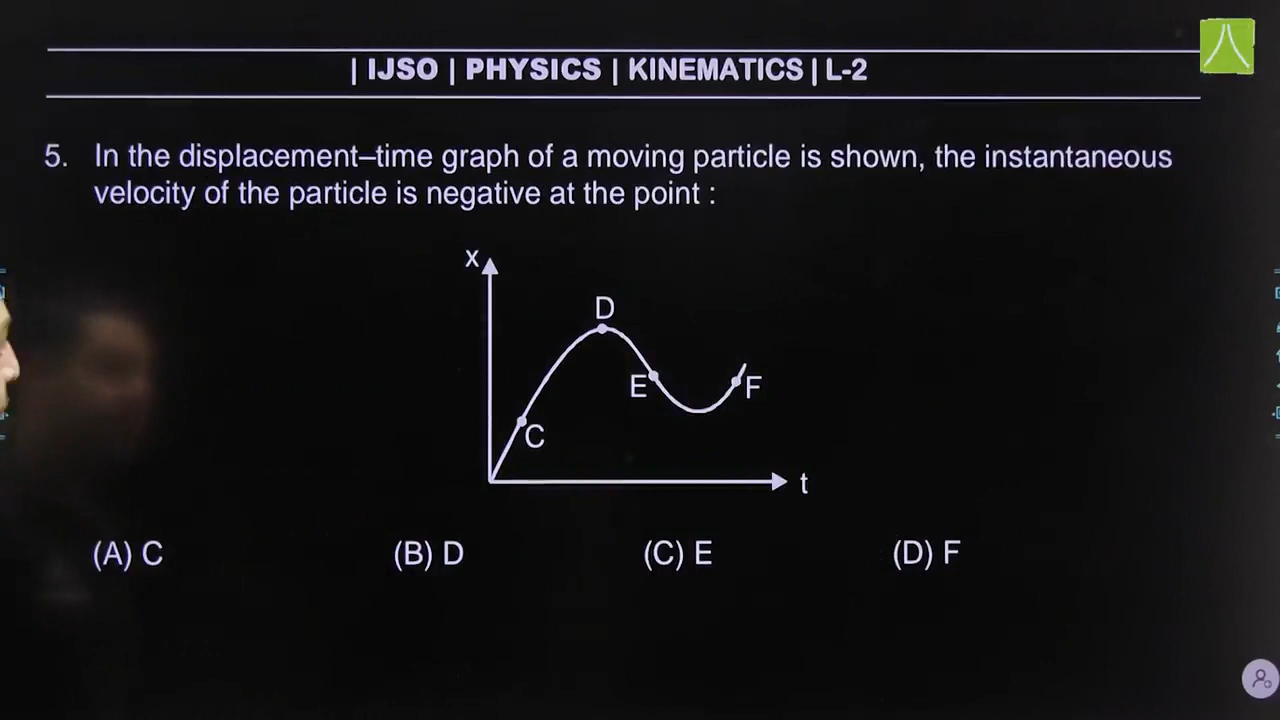 | IJSO | PHYSICS | KINEMATICS | L-2
5. In the displacement–time graph of a moving particle is shown, the instantaneous
velocity of the particle is negative at the point :
x
D
E
F
C
t
(A) C (B) D (C) E (D) F